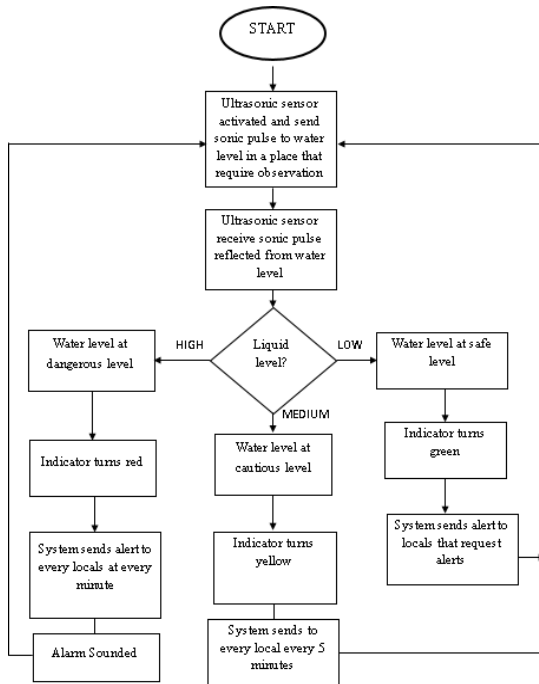 START
Ultrasonic sensor
activated and send
sonic pulse to water
level in a place that
require observation
Ultrasonic sensor
receive sonic pulse
reflected from water
level
Liquid
level?
HIGH
LOW
MEDIUM
Water level at
dangerous level
Indicator turns red
System sends alert to
every locals at every
minute
Alarm Sounded
Water level at
cautious level
Indicator turns
yellow
System sends to
every local every 5
minutes
Water level at safe
level
Indicator turns
green
System sends alert to
locals that request
alerts